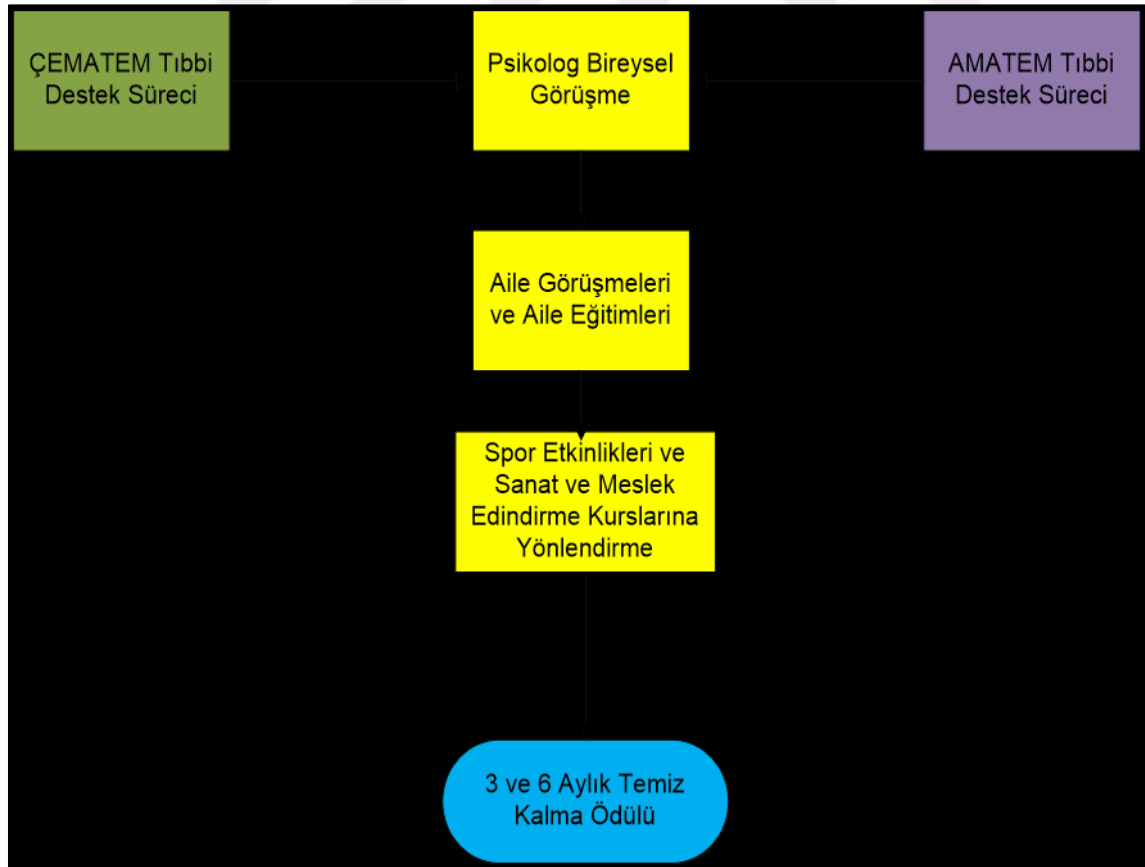 ÇEMATEM Tıbbi
Destek Süreci
Psikolog Bireysel
Görüşme
AMATEM Tıbbi
Destek Süreci
Aile Görüşmeleri
ve Aile Eğitimleri
Spor Etkinlikleri ve
Sanat ve Meslek
Edindirme Kurslarına
Yönlendirme
3 ve 6 Aylık Temiz
Kalma Ödülü